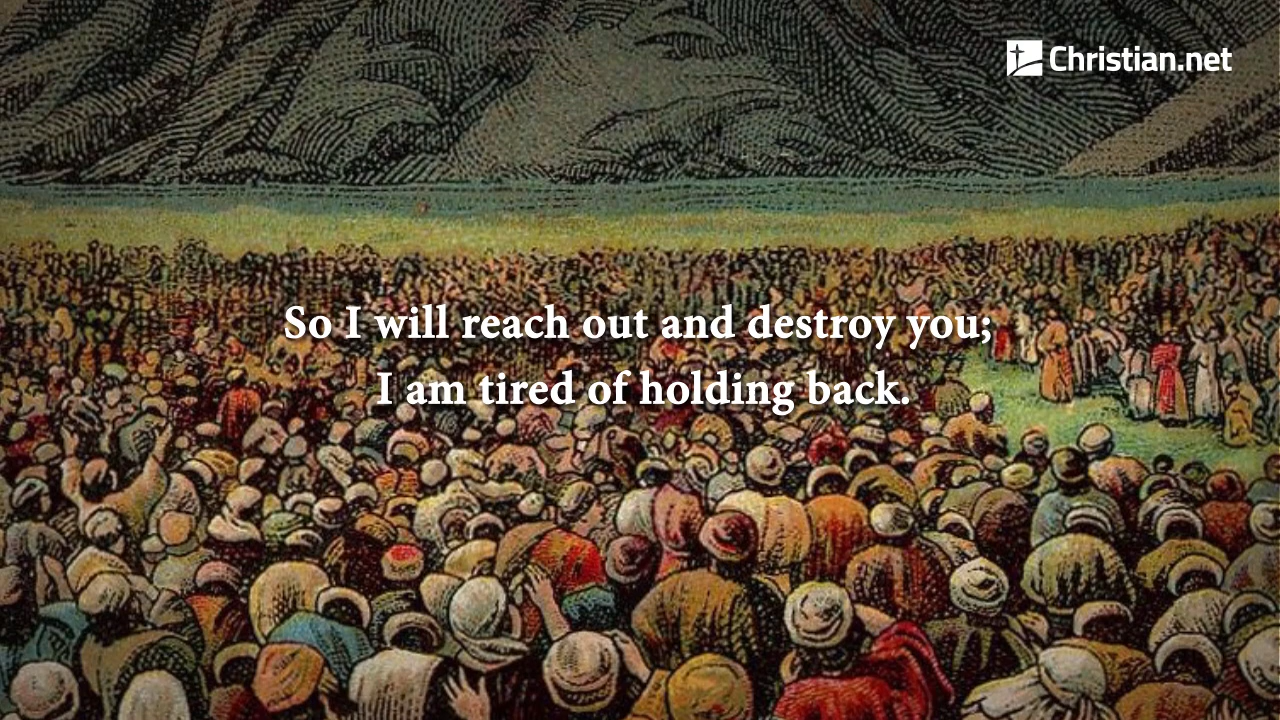 Christian.net
So I will reach out and destroy you;
I am tired of holding back.